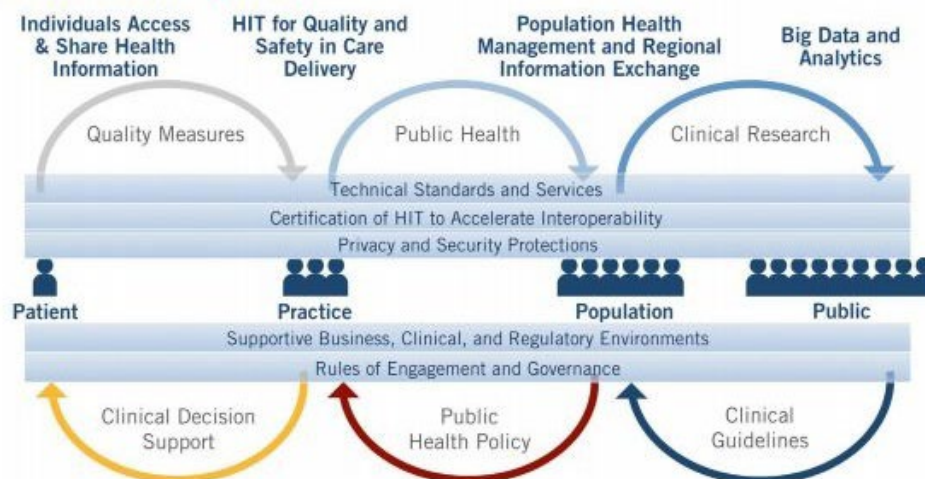 Individuals Access
& Share Health
Information
HIT for Quality and
Safety in Care
Delivery
Population Health
Management and Regional
Information Exchange
Big Data and
Analytics
Quality Measures
Public Health
Clinical Research
Technical Standards and Services
Certification of HIT to Accelerate Interoperability
Privacy and Security Protections
Patient
Practice
Population
Public
Supportive Business, Clinical, and Regulatory Environments
Rules of Engagement and Governance
Clinical Decision
Support
Public
Health Policy
Clinical
Guidelines